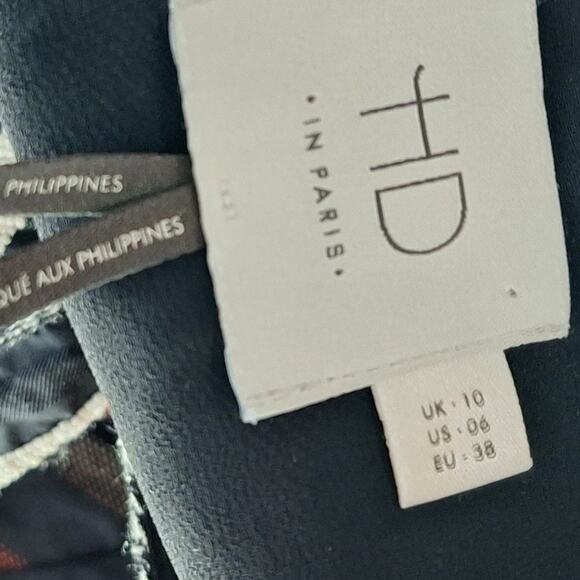 HD
• IN PARIS •
PHILIPPINES
QUÉ AUX PHILIPPINES
UK • 10
US • 06
EU • 38